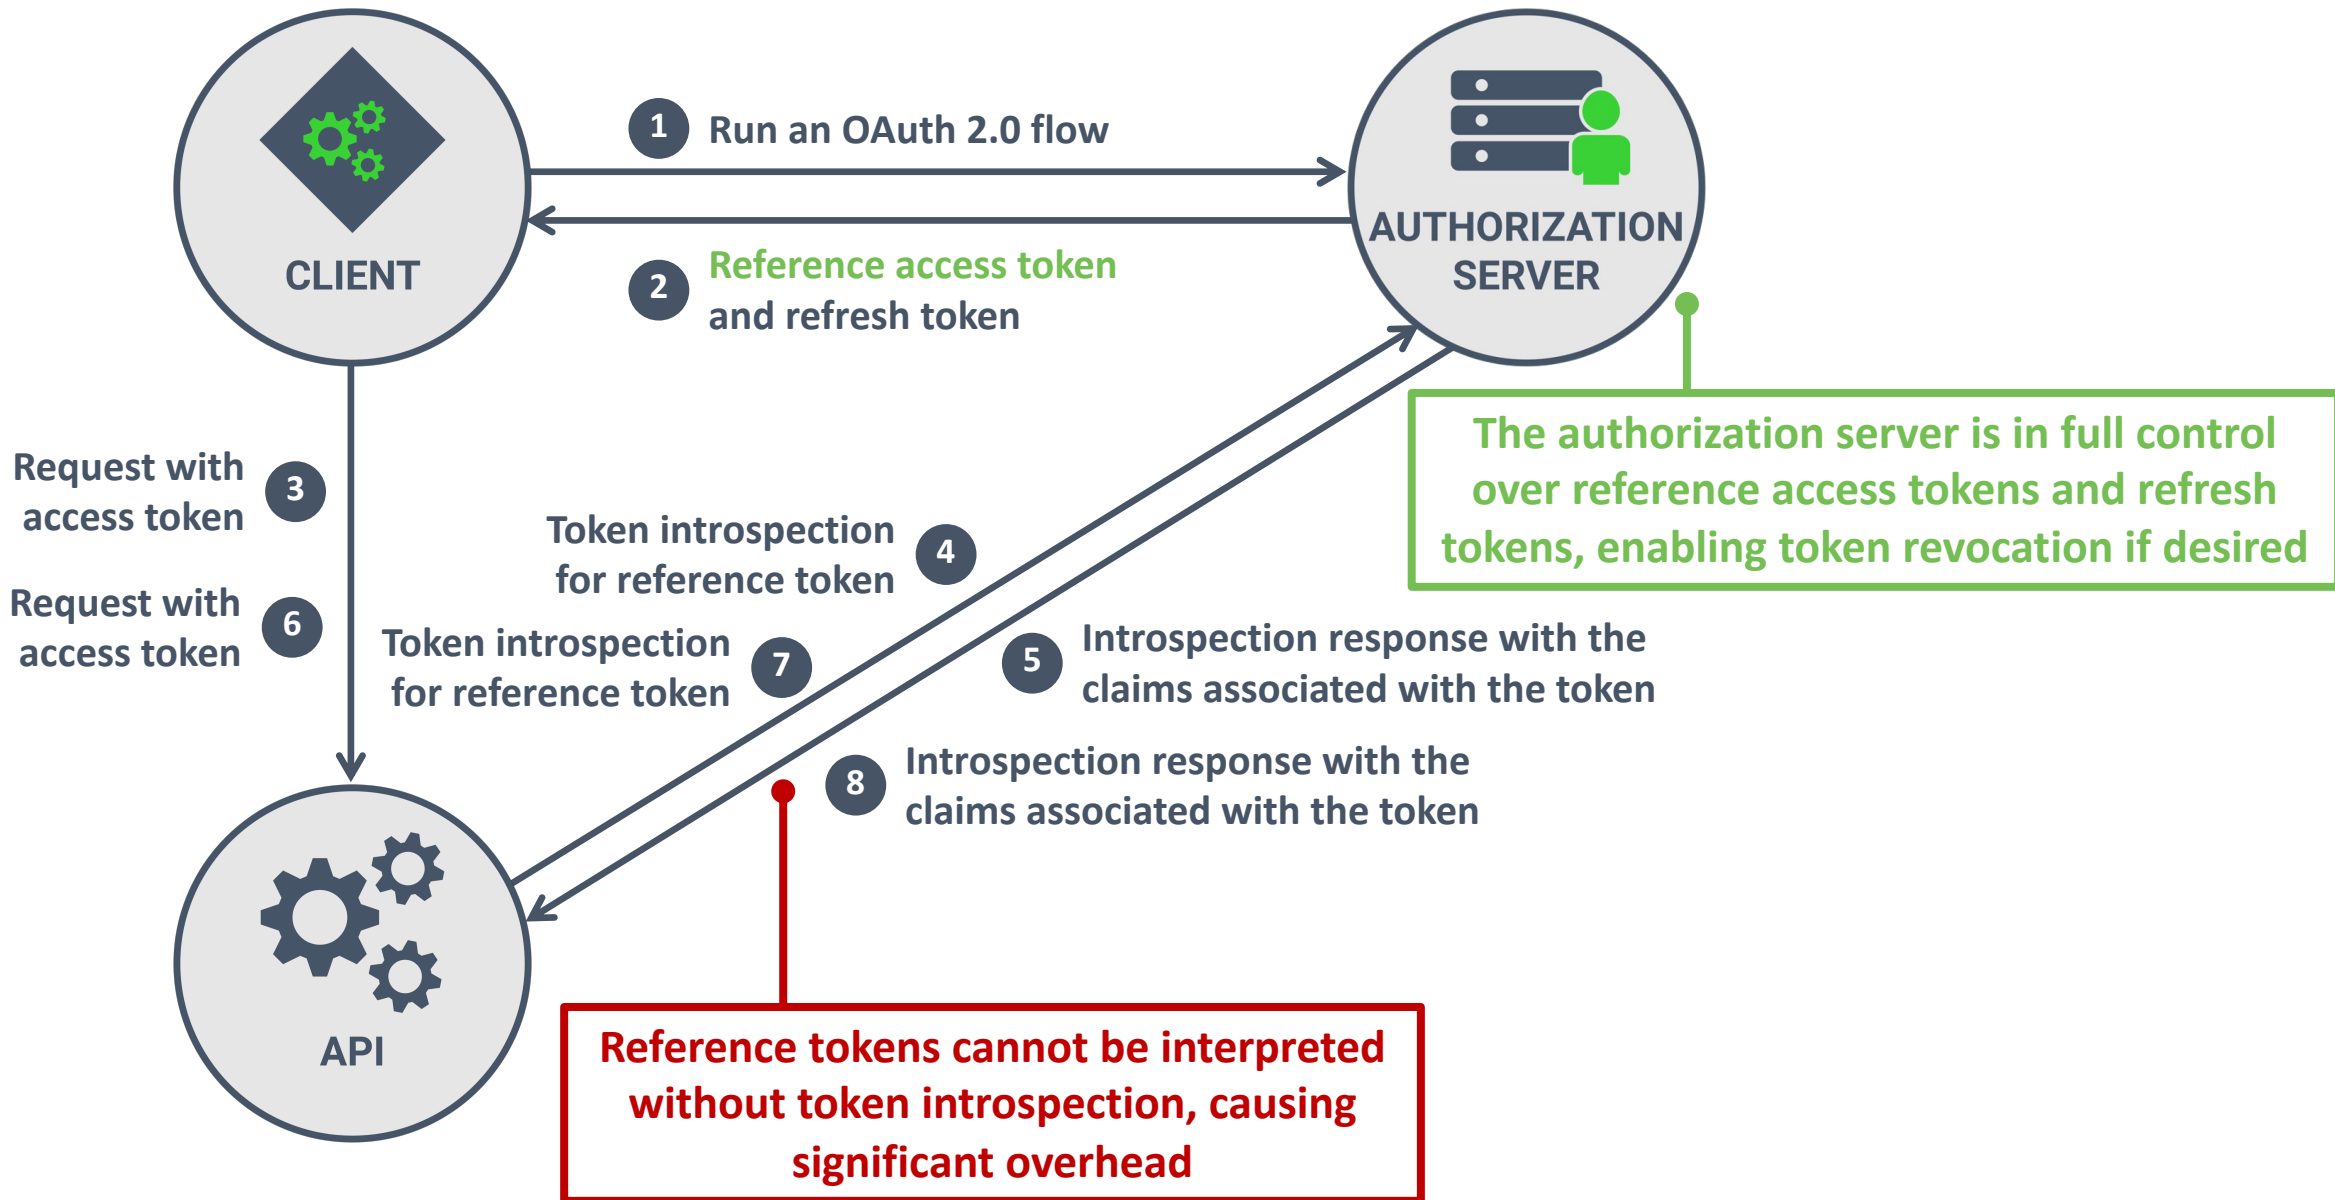 1 Run an OAuth 2.0 flow
CLIENT
AUTHORIZATION
SERVER
2 Reference access token
and refresh token
The authorization server is in full control
over reference access tokens and refresh
tokens, enabling token revocation if desired
Request with
access token 3
Token introspection
for reference token 4
Request with
access token 6
Token introspection
for reference token 7
5 Introspection response with the
claims associated with the token
8 Introspection response with the
claims associated with the token
API
Reference tokens cannot be interpreted
without token introspection, causing
significant overhead